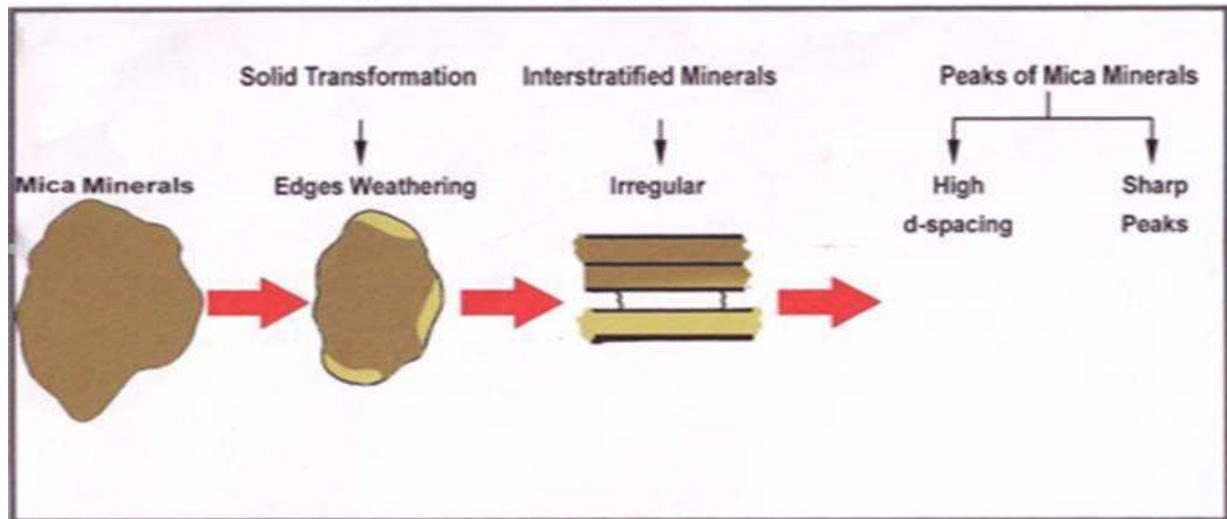 Solid Transformation
Interstratified Minerals
Peaks of Mica Minerals
Mica Minerals
Edges Weathering
Irregular
High
d-spacing
Sharp
Peaks